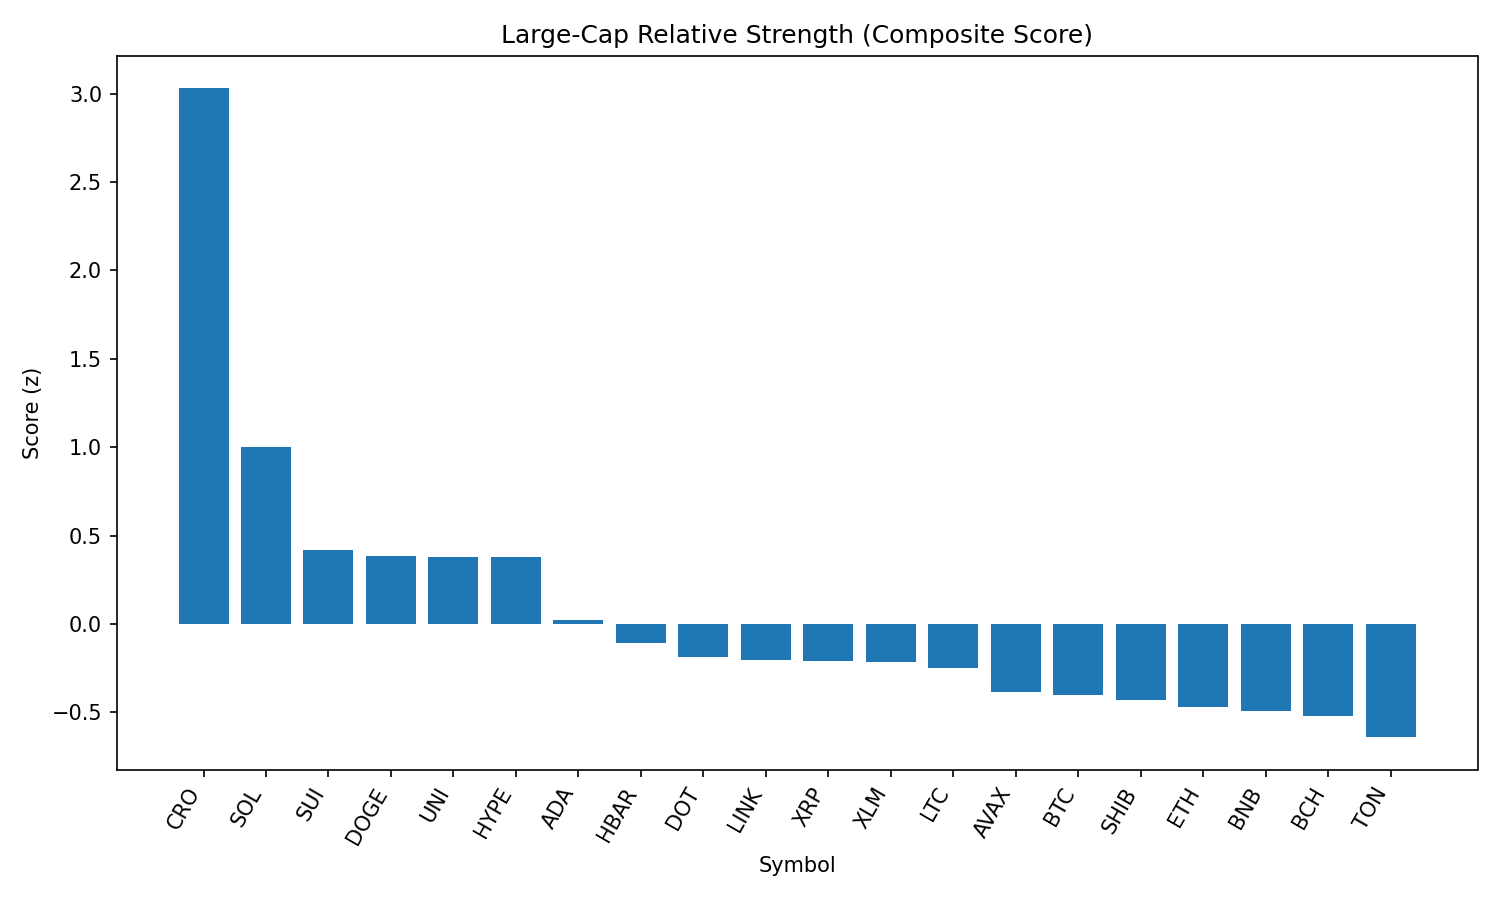 Large-Cap Relative Strength (Composite Score)
3.0
2.5
2.0
1.5
1.0
0.5
0.0
−0.5
Score (z)
CRO
SOL
SUI
DOGE
UNI
HYPE
ADA
HBAR
DOT
LINK
XRP
XLM
LTC
AVAX
BTC
SHIB
ETH
BNB
BCH
TON
Symbol